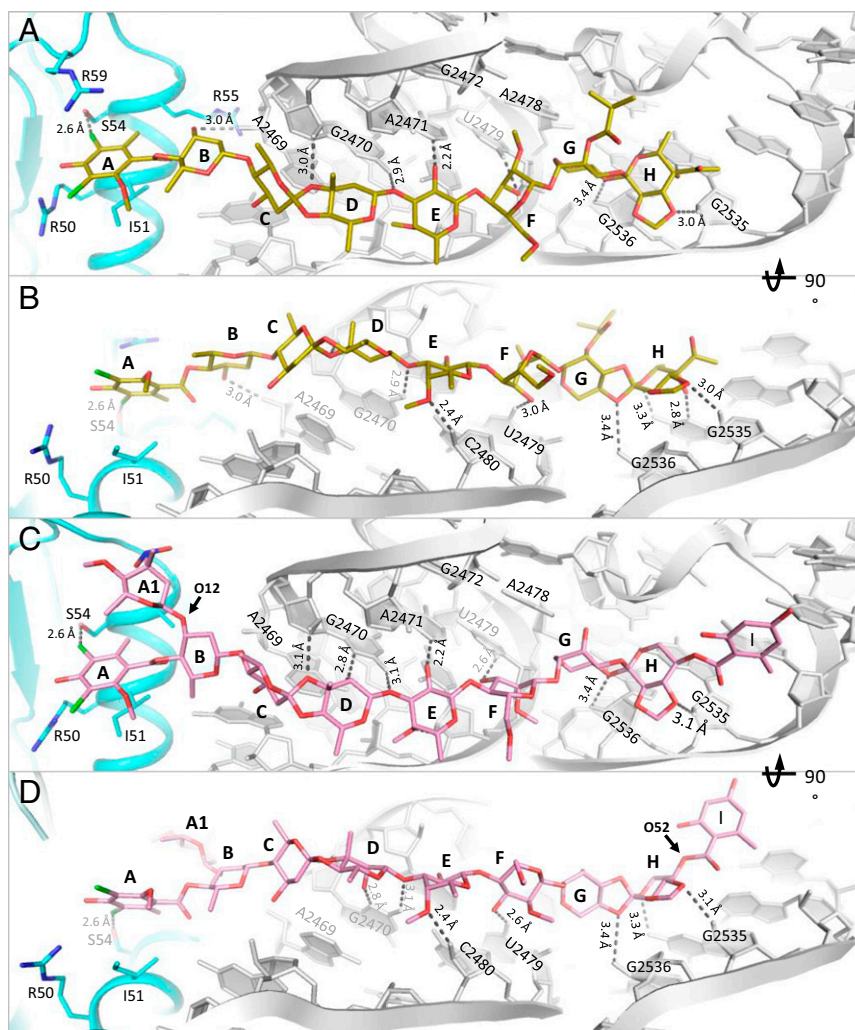 A
R59
R55
G2472
S54
3.0 Å
A2478
2.6 Å
A2469
G2470
A2471
U2479
G
A
B
3.0 Å
2.9 Å
2.2 Å
H
C
D
E
F
3.4 Å
G2535
R50
I51
G2536
3.0 Å
90
°
B
B
C
D
E
A
F
H
G
2.6 Å
S54
3.0 Å
A2469
2.9 Å
G2470
2.4 Å
3.0 Å
3.4 Å
3.3 Å
2.8 Å
3.0 Å
R50
I51
C2480
U2479
G2536
G2535
C
A1
O12
G2472
A2478
S54
A2469
G2470
A2471
U2479
2.6 Å
G
I
B
3.1 Å
2.8 Å
3.1 Å
2.2 Å
2.6 Å
H
A
C
D
E
F
3.4 Å
G2535
R50
I51
G2536
3.1 Å
90
°
D
A1
I
O52
B
C
D
E
F
H
A
G
2.6 Å
S54
A2469
2.8 Å
3.1 Å
G2470
2.4 Å
2.6 Å
3.4 Å
3.3 Å
3.1 Å
R50
I51
C2480
U2479
G2536
G2535